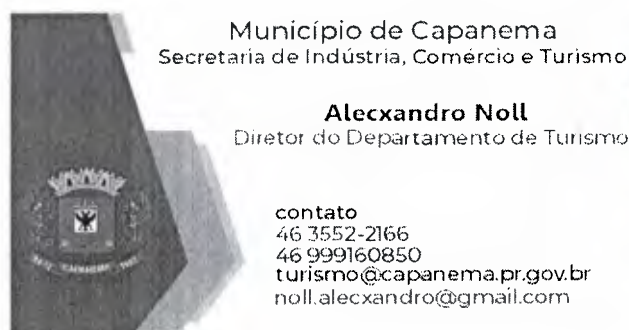 Município de Capanema
Secretaria de Indústria, Comércio e Turismo
Alecxandro Noll
Diretor do Departamento de Turismo
CAPANEMA
contato
46 3552-2166
46 999160850
turismo@capanema.pr.gov.br
noll.alecxandro@gmail.com